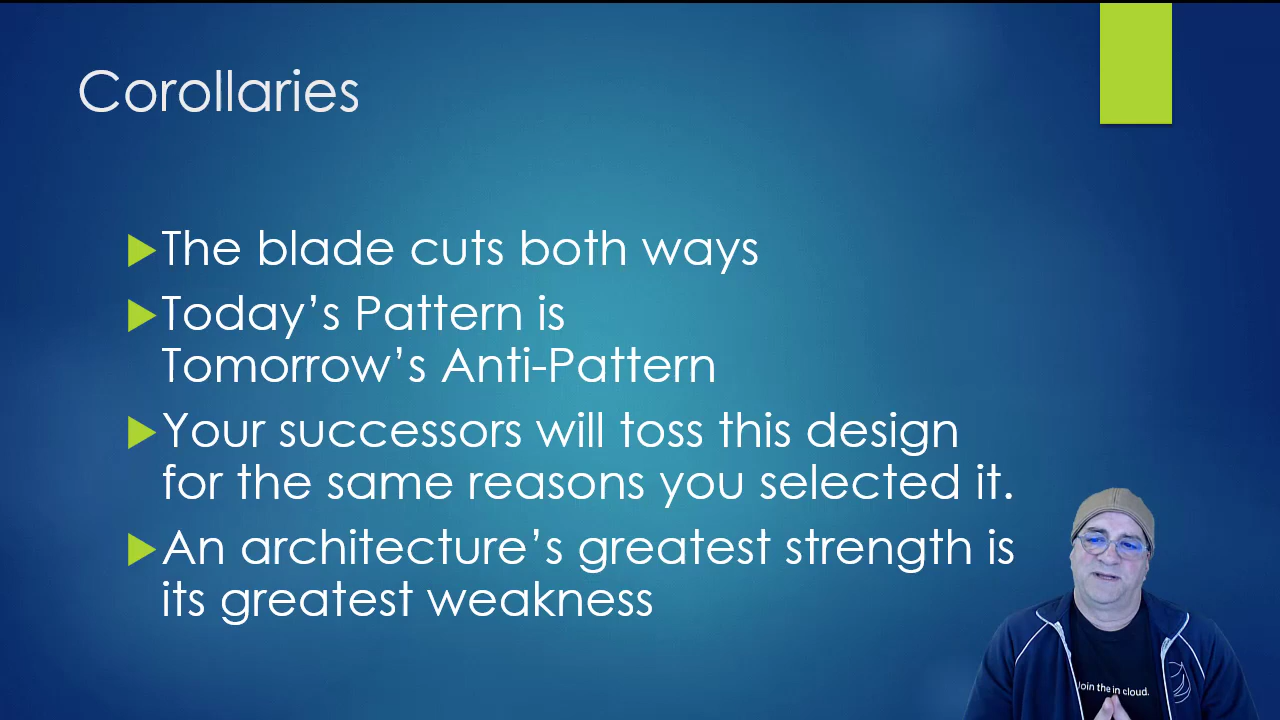 Corollaries
The blade cuts both ways
Today’s Pattern is
Tomorrow’s Anti-Pattern
Your successors will toss this design
for the same reasons you selected it.
An architecture’s greatest strength is
its greatest weakness
Join the in cloud.